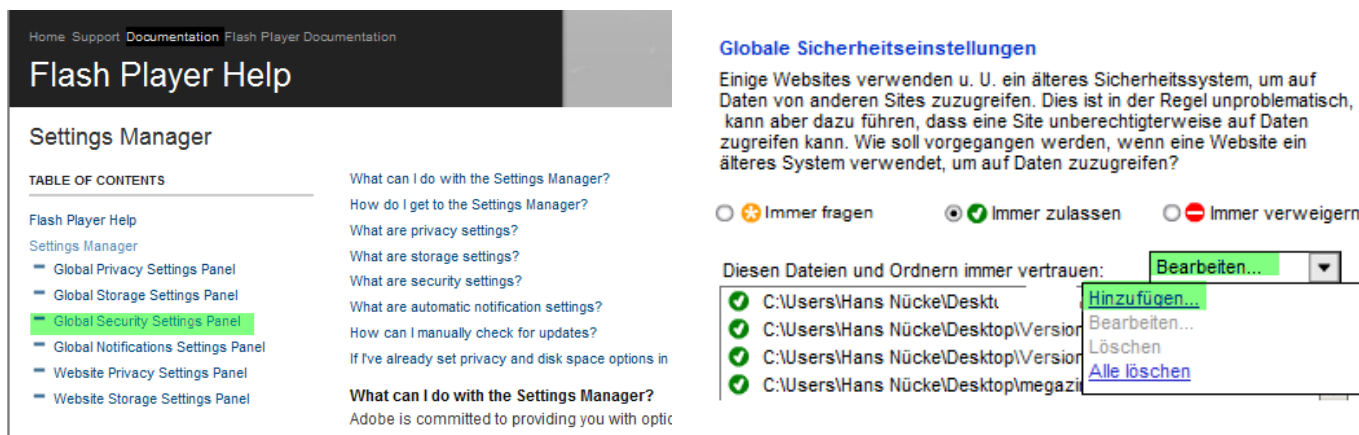 Home Support Documentation Flash Player Documentation
Flash Player Help
Settings Manager
TABLE OF CONTENTS
Flash Player Help
Settings Manager
Global Privacy Settings Panel
Global Storage Settings Panel
Global Security Settings Panel
Global Notifications Settings Panel
Website Privacy Settings Panel
Website Storage Settings Panel
What can I do with the Settings Manager?
How do I get to the Settings Manager?
What are privacy settings?
What are storage settings?
What are security settings?
What are automatic notification settings?
How can I manually check for updates?
If I've already set privacy and disk space options in
What can I do with the Settings Manager?
Adobe is committed to providing you with optic
Globale Sicherheitseinstellungen
Einige Websites verwenden u. U. ein älteres Sicherheitssystem, um auf
Daten von anderen Sites zuzugreifen. Dies ist in der Regel unproblematisch,
kann aber dazu führen, dass eine Site unberechtigterweise auf Daten
zugreifen kann. Wie soll vorgegangen werden, wenn eine Website ein
älteres System verwendet, um auf Daten zuzugreifen?
Immer fragen Immer zulassen Immer verweigern
Diesen Dateien und Ordnern immer vertrauen: Bearbeiten...
C:\Users\Hans Nücke\Deskt
C:\Users\Hans Nücke\Desktop\Version
C:\Users\Hans Nücke\Desktop\Version
C:\Users\Hans Nücke\Desktop\megazi
Hinzufügen...
Bearbeiten...
Löschen
Alle löschen